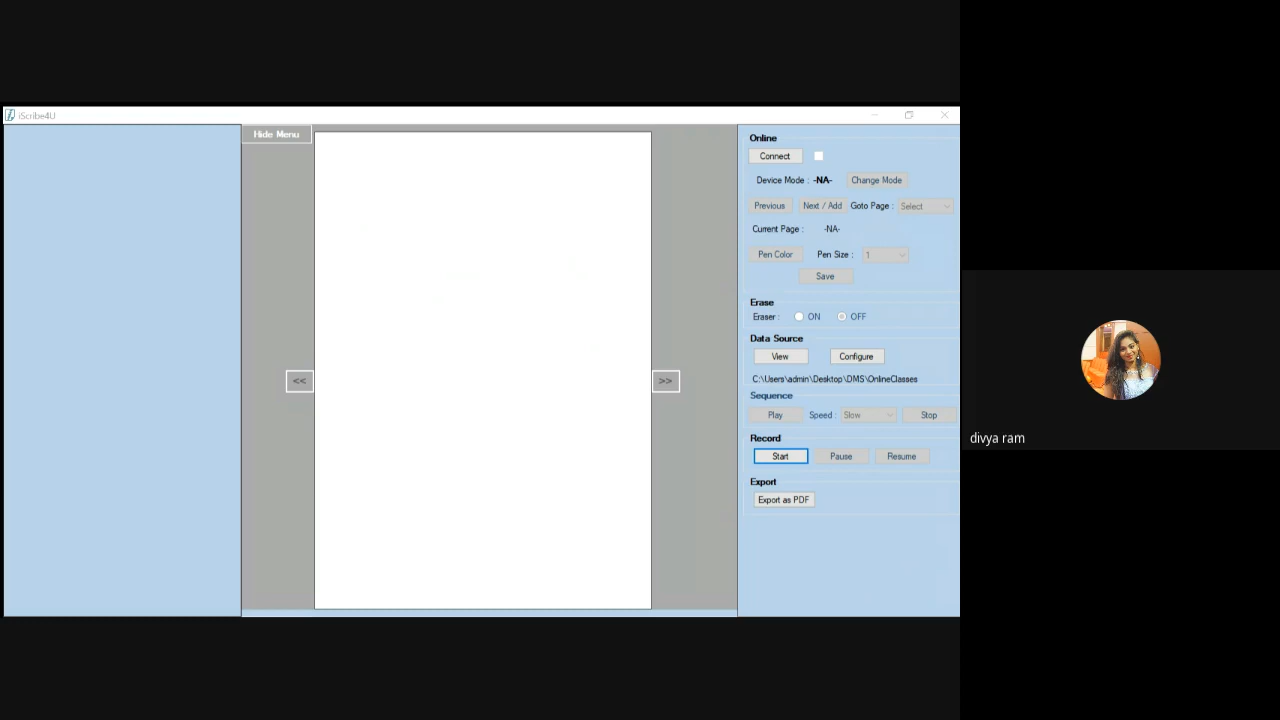 iScribe4U
Hide Menu
<<
>>
Online
Connect
Device Mode : -NA- Change Mode
Previous Next / Add Goto Page : Select
Current Page : -NA-
Pen Color Pen Size : 1
Save
Erase
Eraser : ON OFF
Data Source
View Configure
C:\Users\admin\Desktop\DMS\OnlineClasses
Sequence
Play Speed : Slow Stop
Record
Start Pause Resume
Export
Export as PDF
divya ram